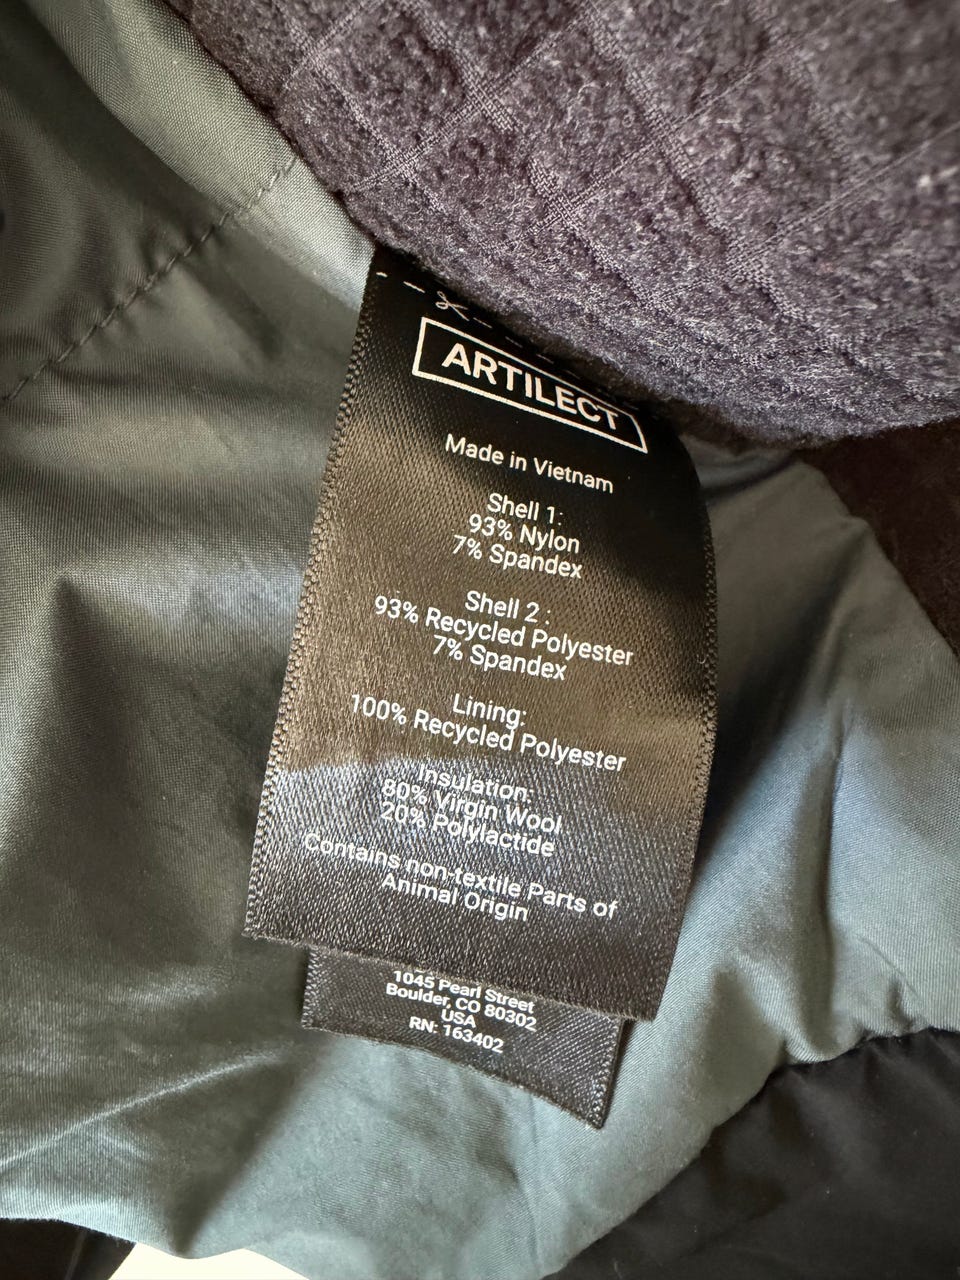 ARTILECT
Made in Vietnam
Shell 1:
93% Nylon
7% Spandex
Shell 2 :
93% Recycled Polyester
7% Spandex
Lining:
100% Recycled Polyester
Insulation:
80% Virgin Wool
20% Polylactide
Contains non-textile Parts of
Animal Origin
1045 Pearl Street
Boulder, CO 80302
USA
RN: 163402